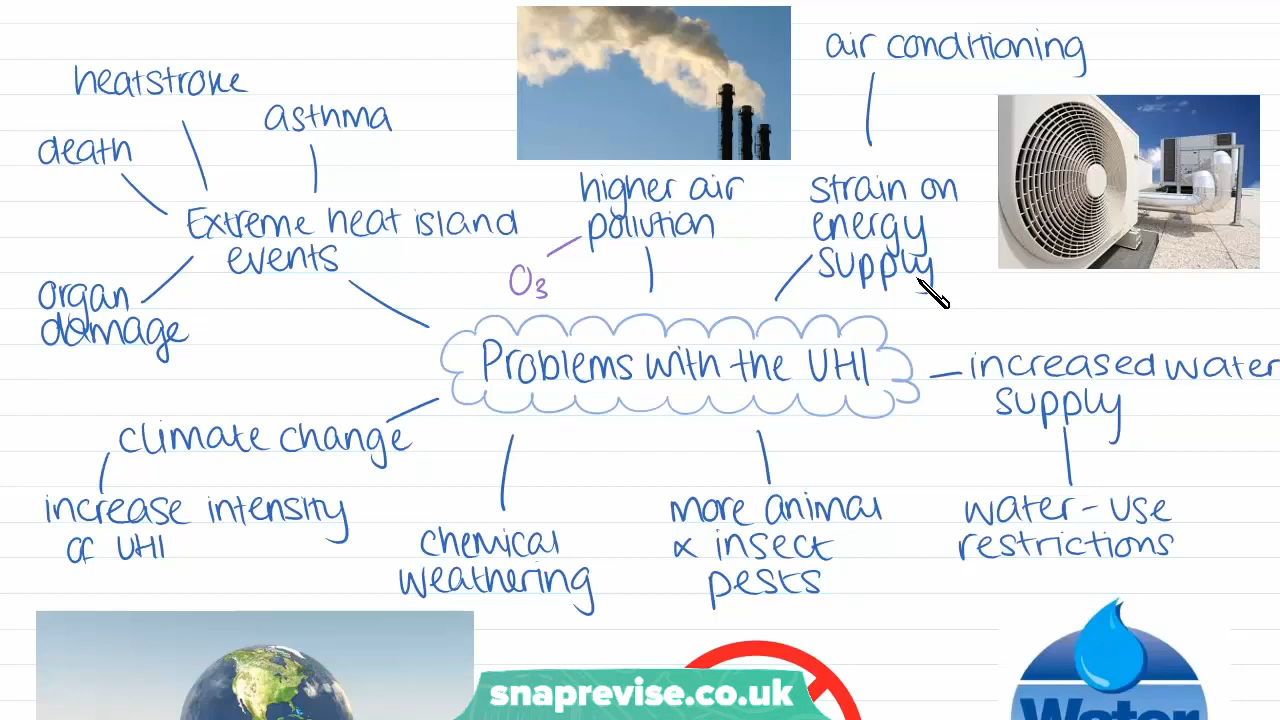 air conditioning
heatstroke
asthma
death
higher air
pollution
strain on
energy
supply
Extreme heat island
events
O3
organ
damage
Problems with the UHI
increased water
supply
climate change
increase intensity
of UHI
chemical
weathering
more animal
& insect
pests
water-use
restrictions
snaprevise.co.uk
Water